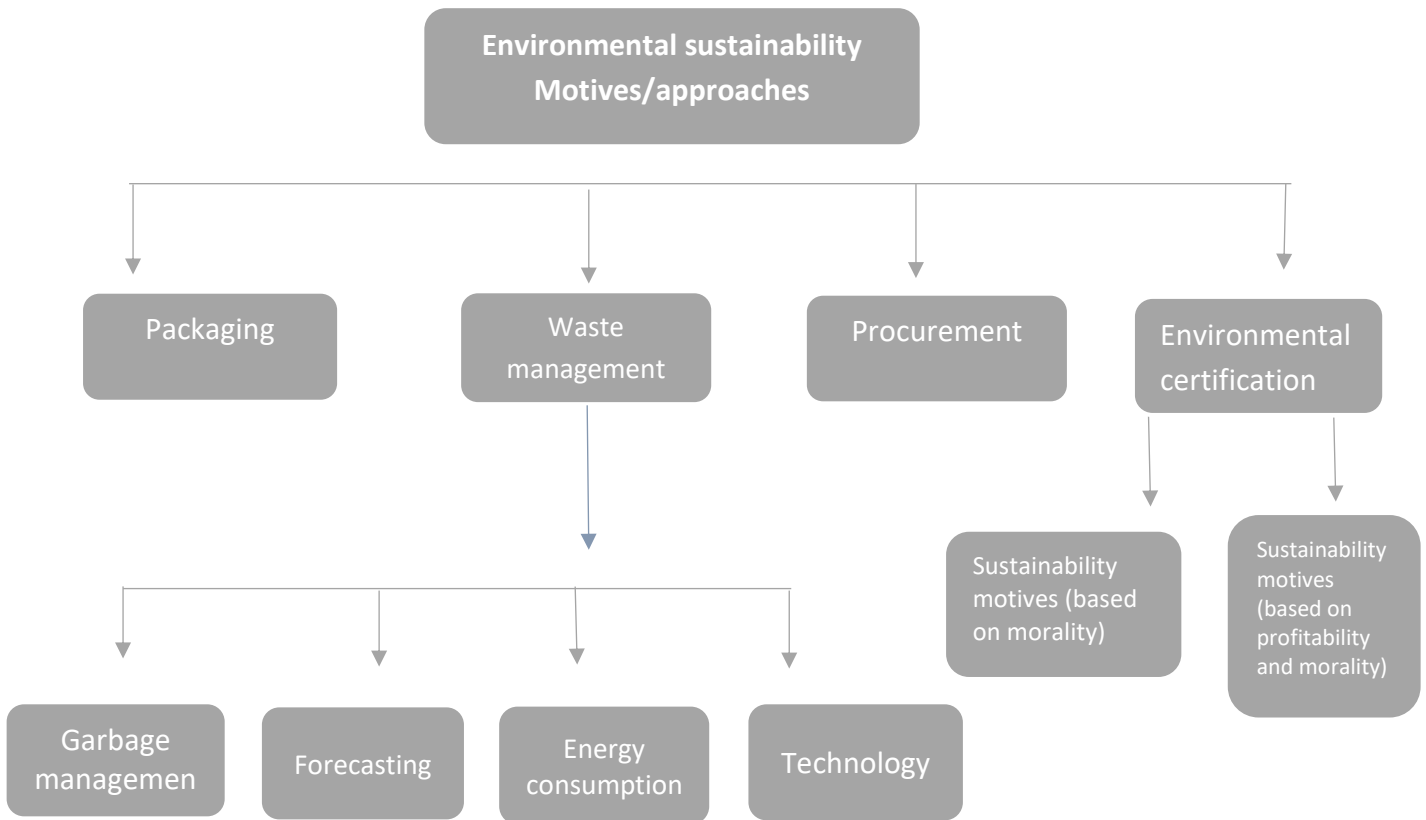 Environmental sustainability
Motives/approaches
Packaging
Waste
management
Procurement
Environmental
certification
Sustainability
motives (based
on morality)
Sustainability
motives
(based on
profitability
and morality)
Garbage
managemen
Forecasting
Energy
consumption
Technology